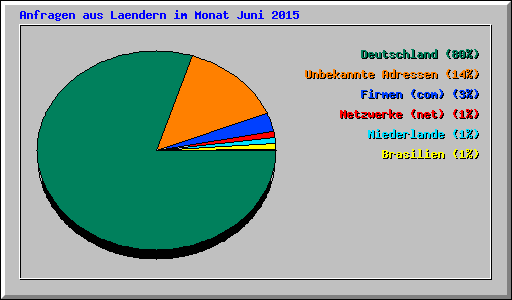 Anfragen aus Laendern im Monat Juni 2015
Deutschland (80%)
Unbekannte Adressen (14%)
Firmen (com) (3%)
Netzwerke (net) (1%)
Niederlande (1%)
Brasilien (1%)